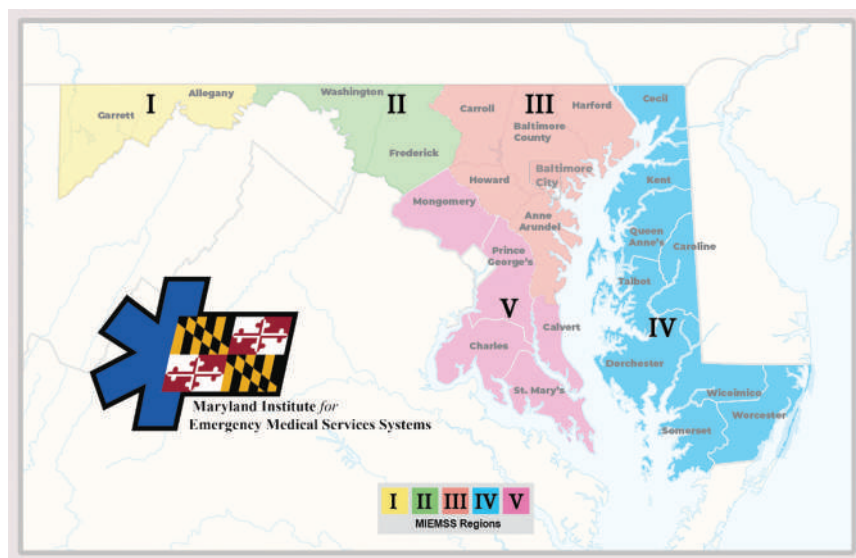 Garrett
I
Allegany
Washington
II
Frederick
Carroll
III
Harford
Baltimore
County
Howard
Baltimore
City
Anne
Arundel
Mongomery
Prince
George's
V
Calvert
Charles
St. Mary's
Cecil
Kent
Queen
Anne's
Caroline
Talbot
IV
Dorchester
Wicimico
Worcester
Somerset
Maryland Institute for
Emergency Medical Services Systems
I II III IV V
MIEMSS Regions